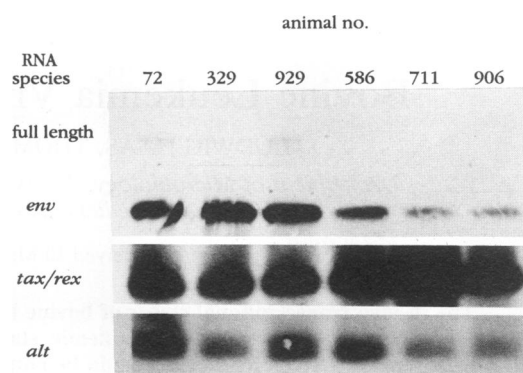 animal no.
RNA
species 72 329 929 586 711 906
full length
env
tax/rex
alt